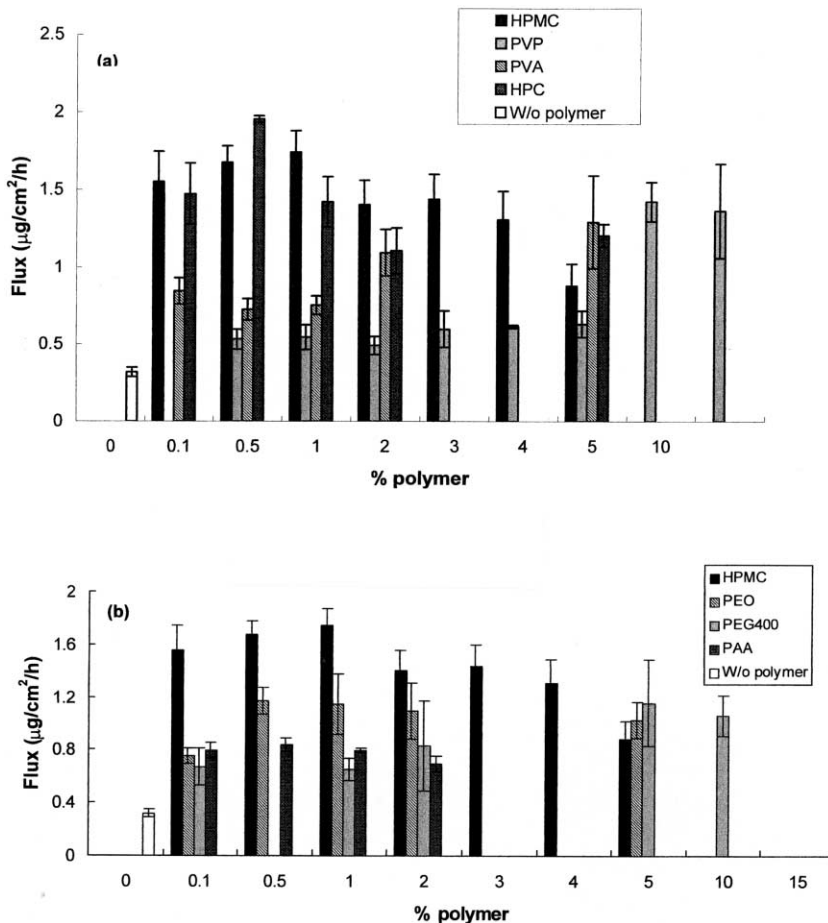 (a)
HPMC
PVP
PVA
HPC
W/o polymer
2.5
2
1.5
1
0.5
0
Flux (µg/cm²/h)
0 0.1 0.5 1 2 3 4 5 10
% polymer
(b)
HPMC
PEO
PEG400
PAA
W/o polymer
2
1.6
1.2
0.8
0.4
0
Flux (µg/cm²/h)
0 0.1 0.5 1 2 3 4 5 10 15
% polymer